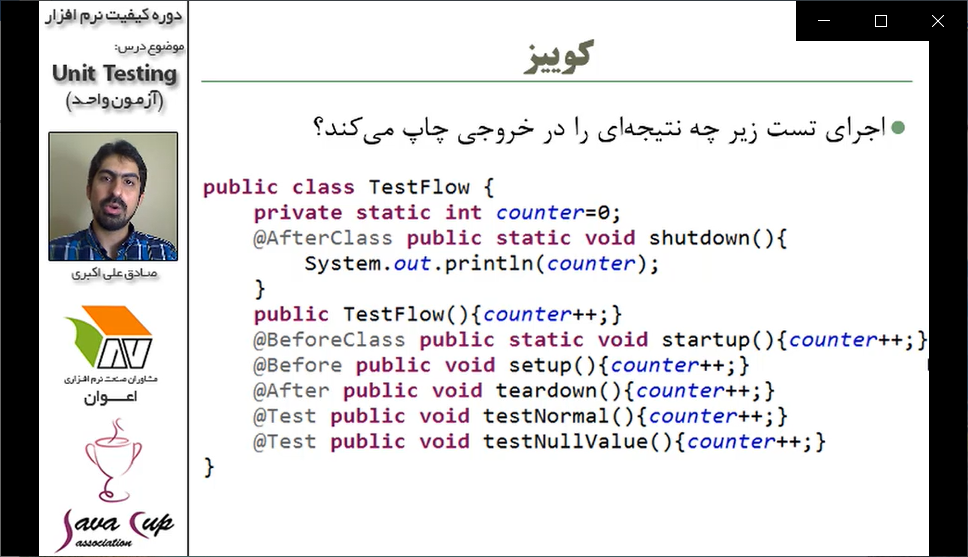 دوره کیفیت نرم افزار
موضوع درس:
Unit Testing
(آزمون واحد)
صادق علی اکبری
مشاوران صنعت نرم افزاری
اعوان
Java Cup
association
کوییز
اجرای تست زیر چه نتیجه‌ای را در خروجی چاپ می‌کند؟
public class TestFlow {
private static int counter=0;
@AfterClass public static void shutdown(){
System.out.println(counter);
}
public TestFlow(){counter++;}
@BeforeClass public static void startup(){counter++;}
@Before public void setup(){counter++;}
@After public void teardown(){counter++;}
@Test public void testNormal(){counter++;}
@Test public void testNullValue(){counter++;}
}